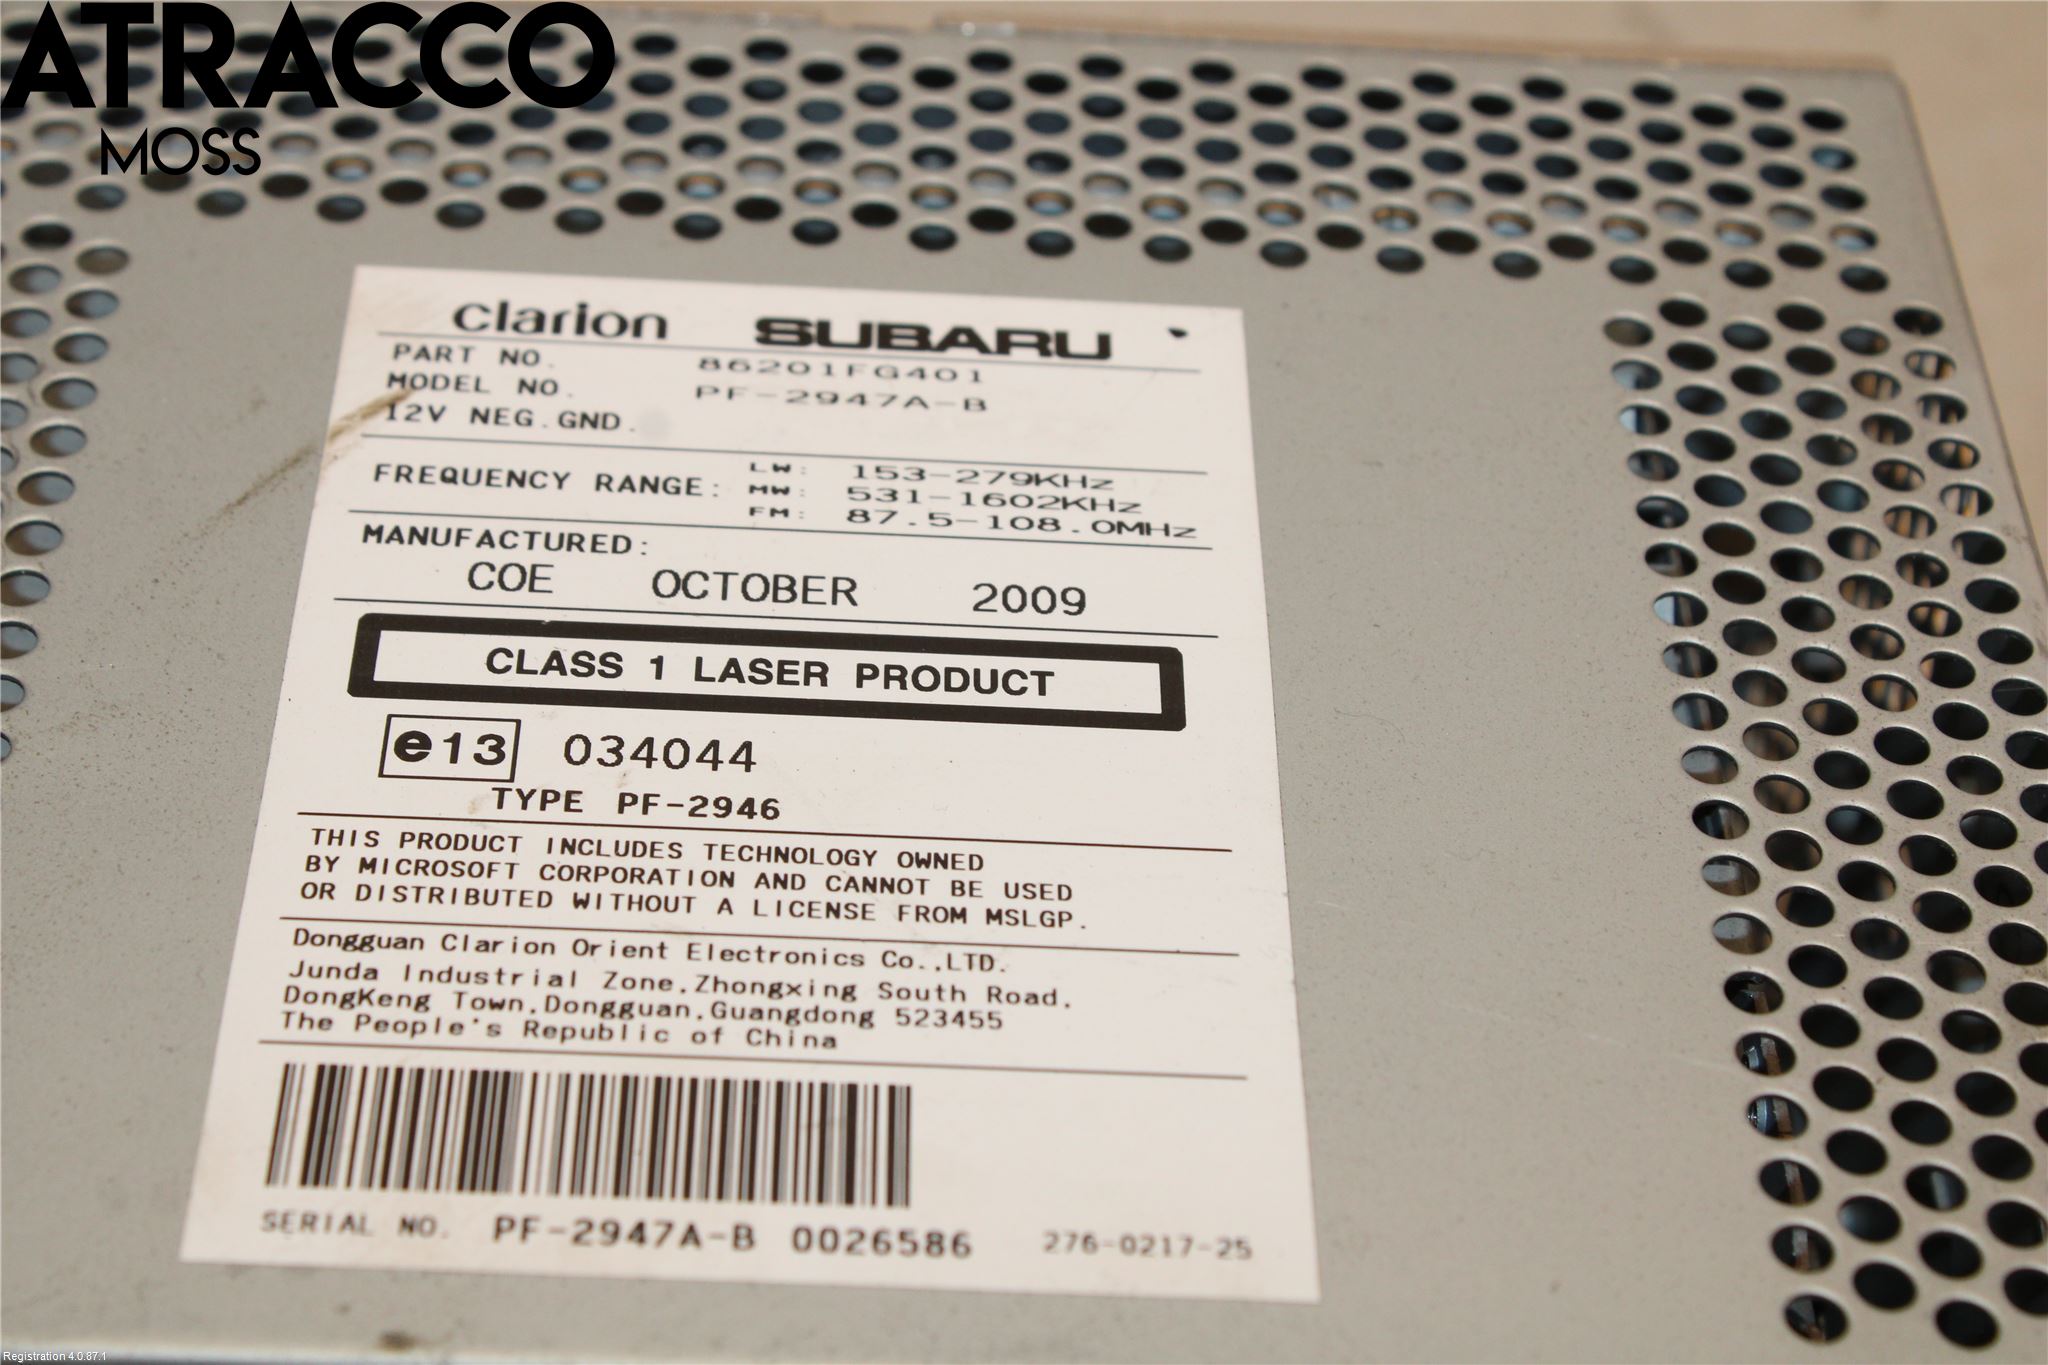 ATRACCO
MOSS
clarion SUBARU
PART NO. 86201FG401
MODEL NO. PF-2947A-B
12V NEG.GND.
FREQUENCY RANGE: LW: 153-279KHz
MW: 531-1602KHz
FM: 87.5-108.0MHz
MANUFACTURED:
COE OCTOBER 2009
CLASS 1 LASER PRODUCT
e13 034044
TYPE PF-2946
THIS PRODUCT INCLUDES TECHNOLOGY OWNED
BY MICROSOFT CORPORATION AND CANNOT BE USED
OR DISTRIBUTED WITHOUT A LICENSE FROM MSLGP.
Dongguan Clarion Orient Electronics Co.,LTD.
Junda Industrial Zone,Zhongxing South Road,
DongKeng Town,Dongguan,Guangdong 523455
The People's Republic of China
SERIAL NO. PF-2947A-B 0026586 276-0217-25
Registration 4.0.87.1